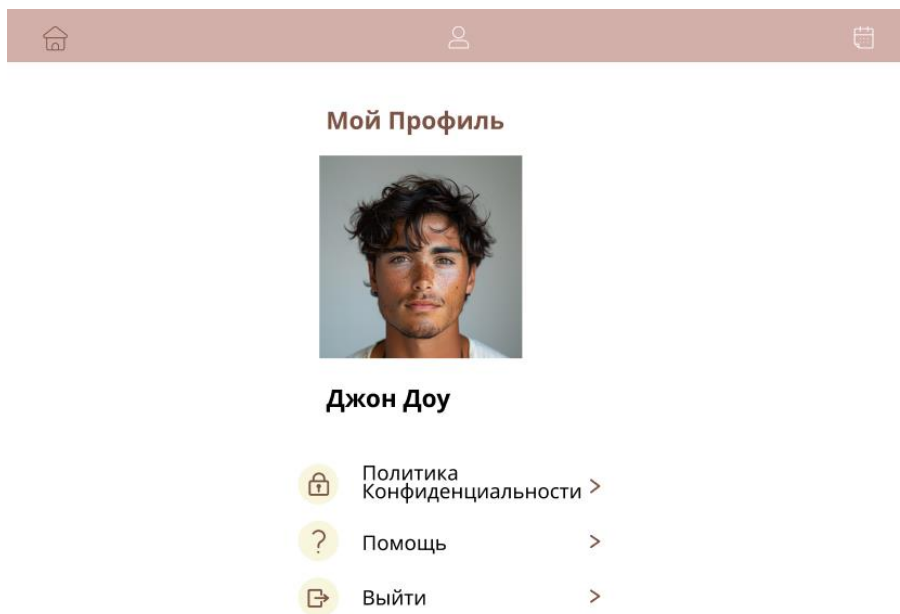 Мой Профиль
Джон Доу
Политика
Конфиденциальности
Помощь
Выйти